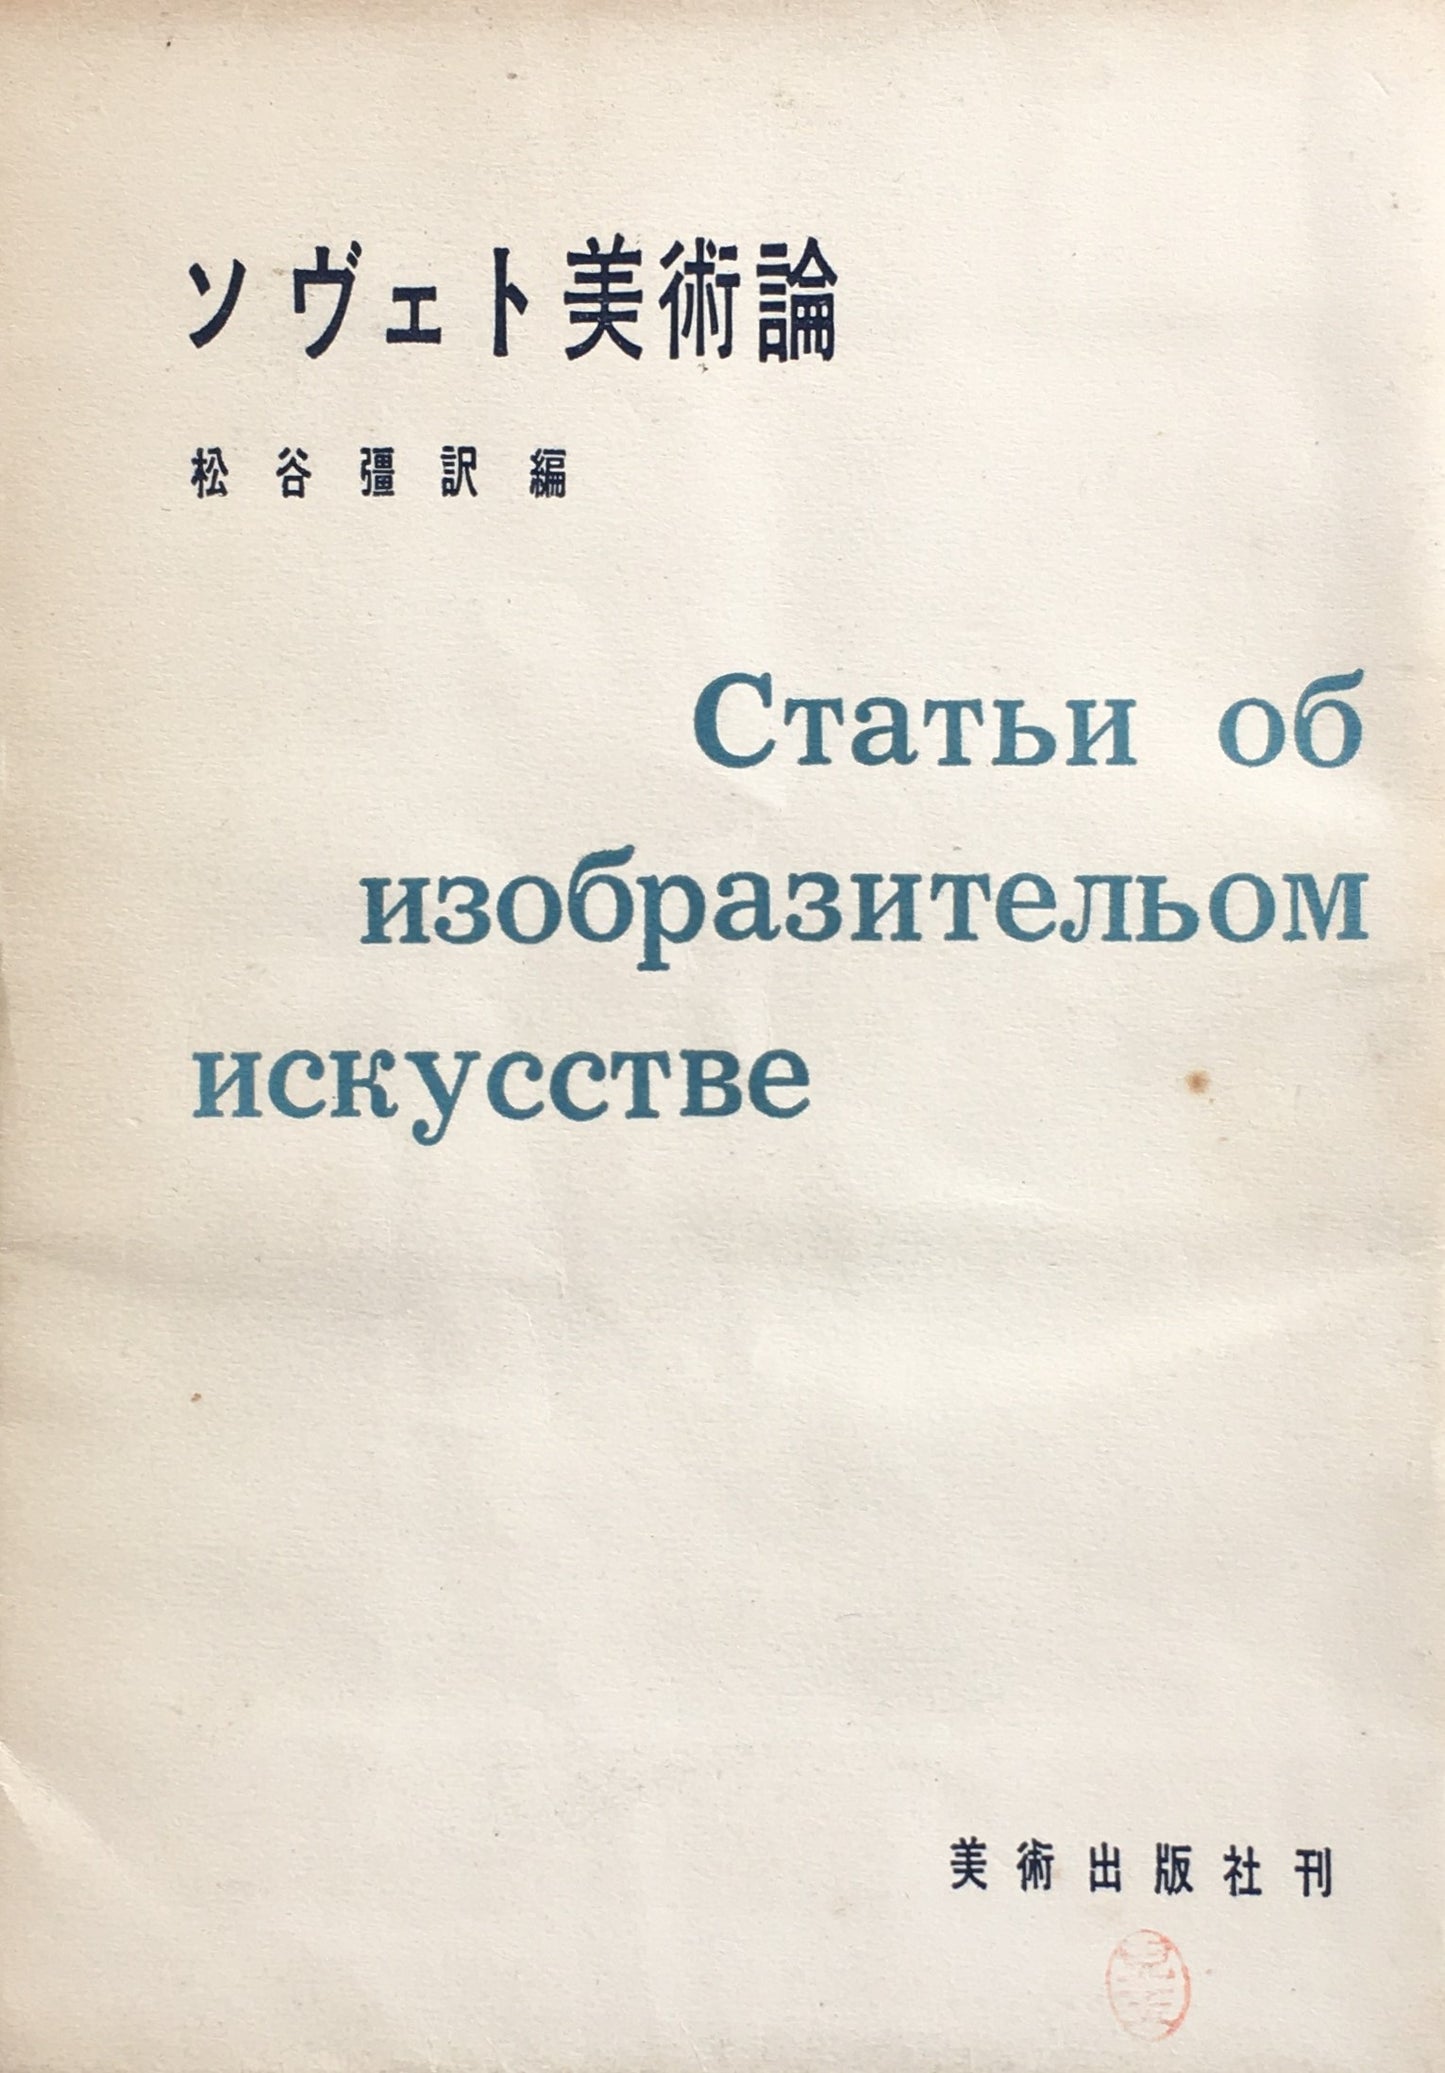 ソヴェト美術論
松谷彊訳編
Статьи об
изобразительом
искусстве
美術出版社刊